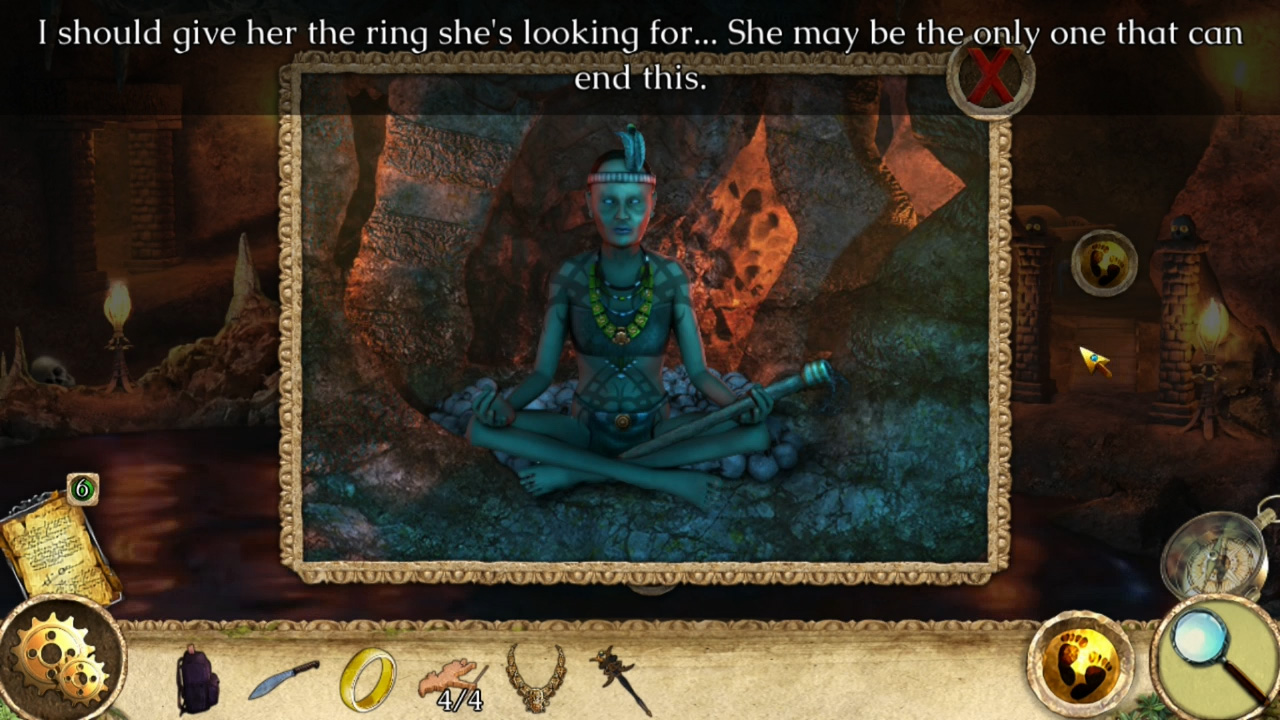 I should give her the ring she's looking for... She may be the only one that can
end this.
6
4/4